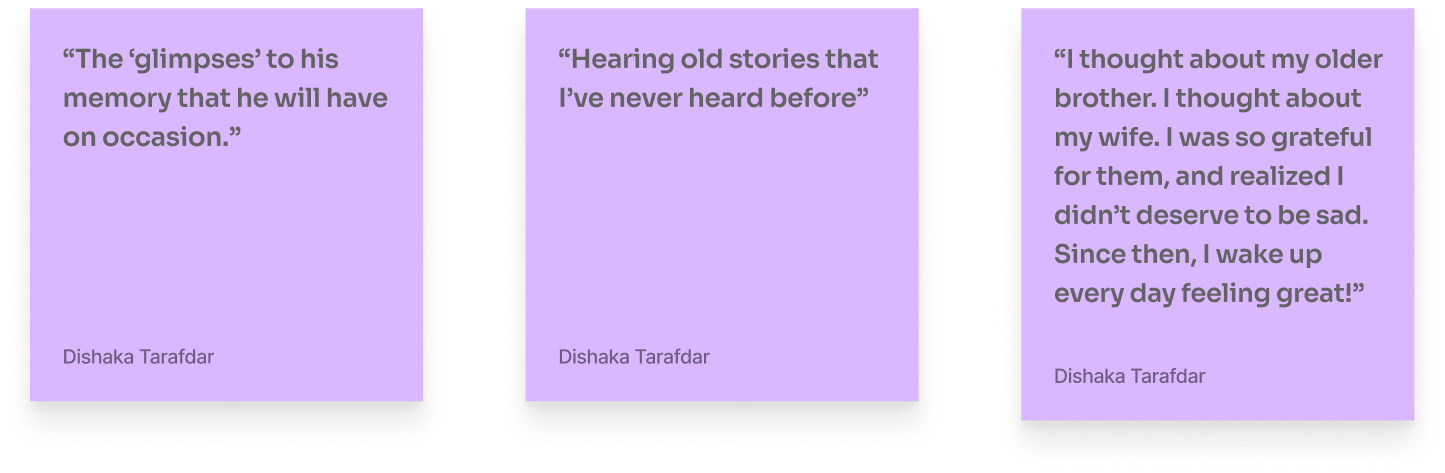 “The ‘glimpses’ to his
memory that he will have
on occasion.”
Dishaka Tarafdar
“Hearing old stories that
I’ve never heard before”
Dishaka Tarafdar
“I thought about my older
brother. I thought about
my wife. I was so grateful
for them, and realized I
didn’t deserve to be sad.
Since then, I wake up
every day feeling great!”
Dishaka Tarafdar